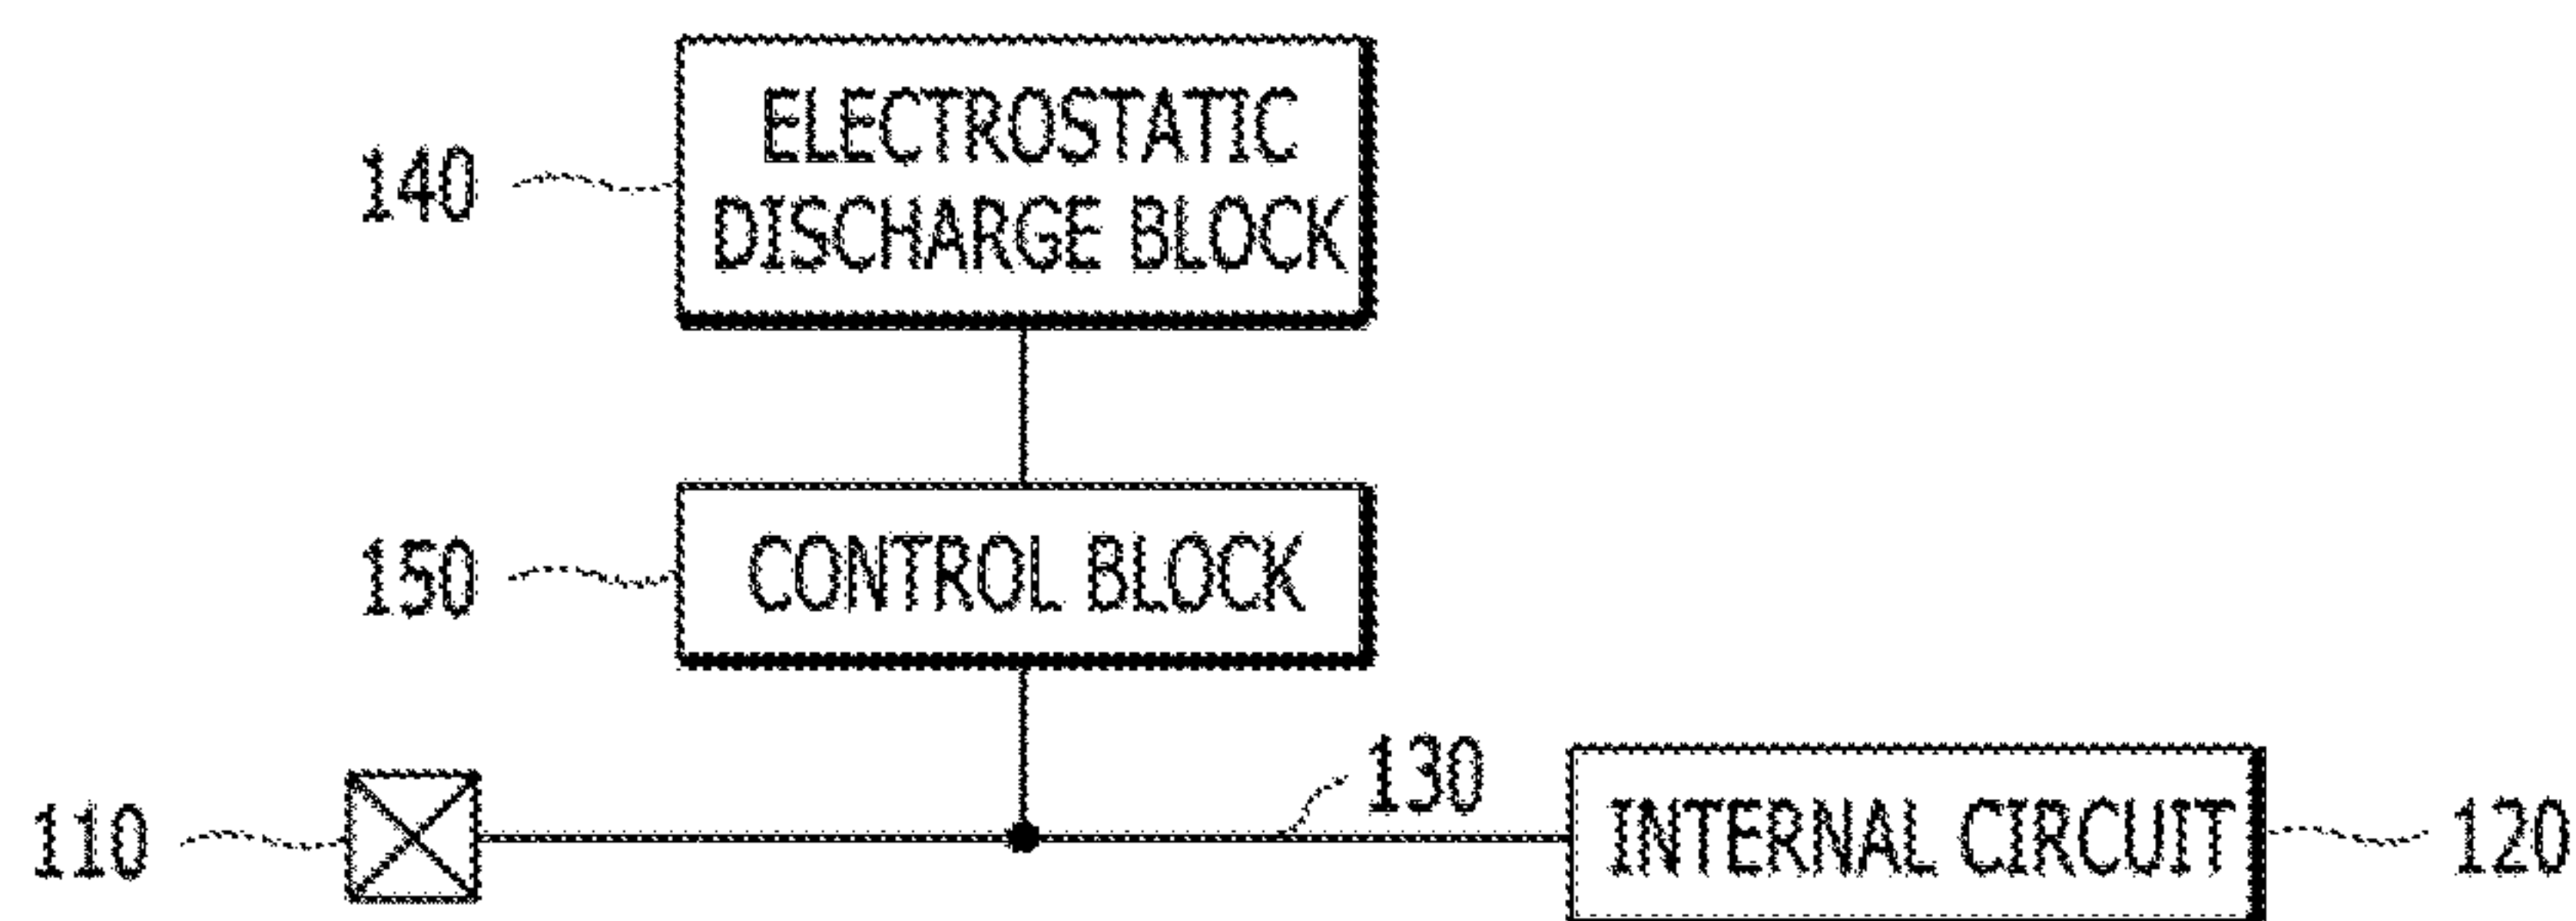 ELECTROSTATIC
DISCHARGE BLOCK
140
CONTROL BLOCK
150
130
110
INTERNAL CIRCUIT
120